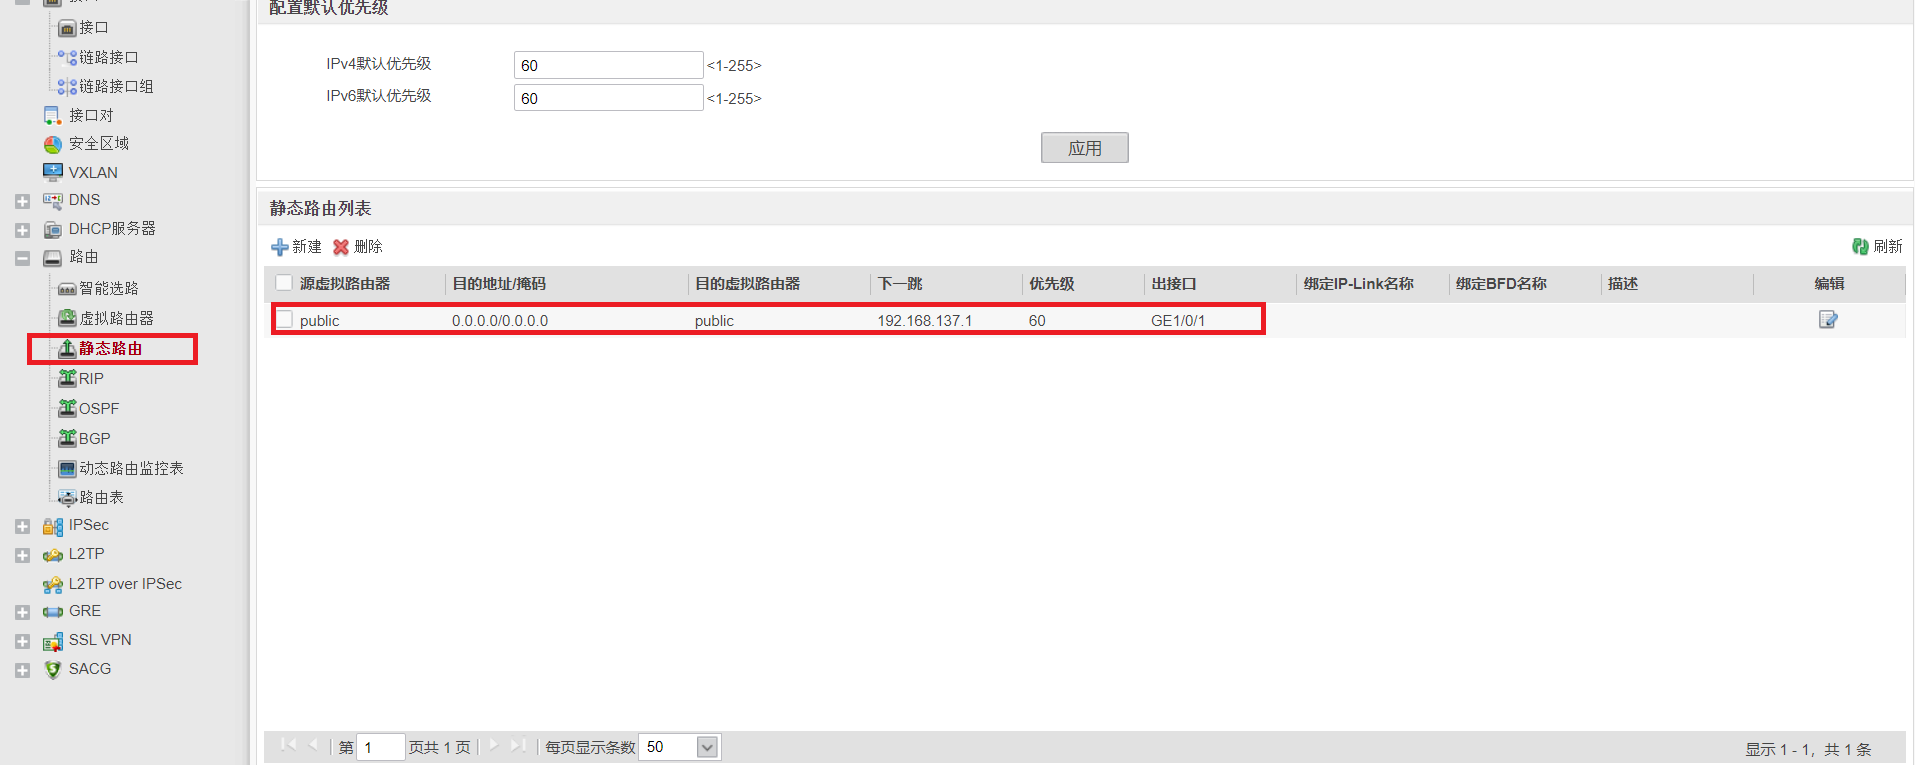 接口
接口
链路接口
链路接口组
接口对
安全区域
VXLAN
DNS
DHCP服务器
路由
智能选路
虚拟路由器
静态路由
RIP
OSPF
BGP
动态路由监控表
路由表
IPSec
L2TP
L2TP over IPSec
GRE
SSL VPN
SACG
配置默认优先级
IPv4默认优先级 60 <1-255>
IPv6默认优先级 60 <1-255>
应用
静态路由列表
新建 删除 刷新
源虚拟路由器 目的地址/掩码 目的虚拟路由器 下一跳 优先级 出接口 绑定IP-Link名称 绑定BFD名称 描述 编辑
public 0.0.0.0/0.0.0.0 public 192.168.137.1 60 GE1/0/1
第 1 页共 1 页 每页显示条数 50 显示 1 - 1，共 1 条